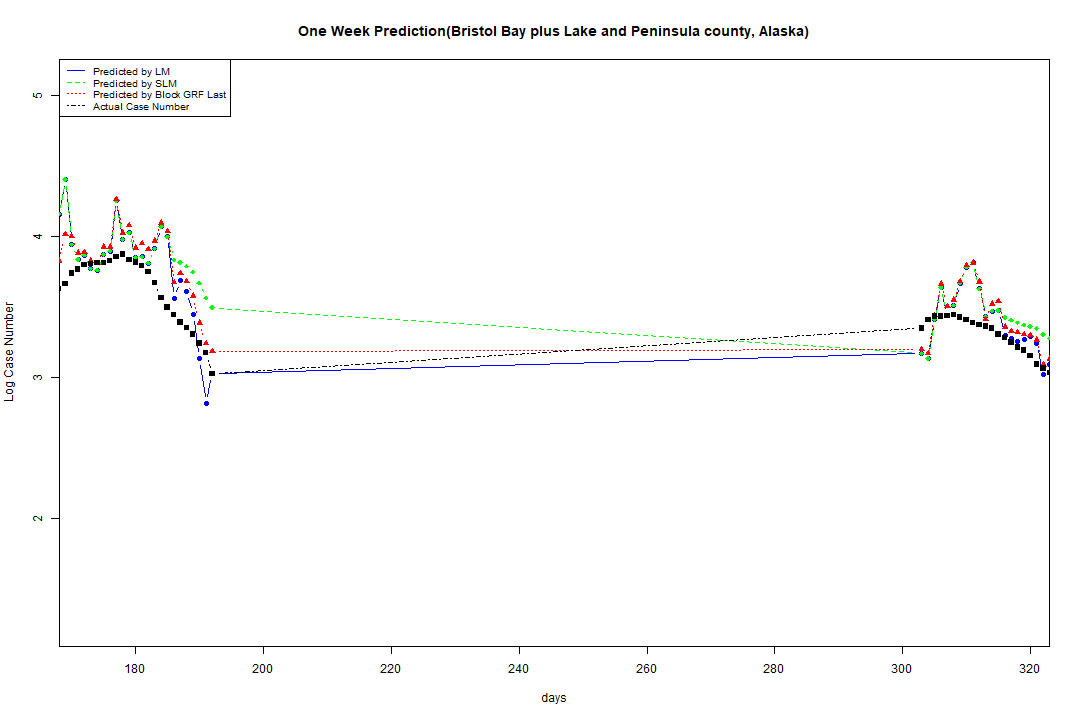 One Week Prediction(Bristol Bay plus Lake and Peninsula county, Alaska)
Predicted by LM
Predicted by SLM
Predicted by Block GRF Last
Actual Case Number
5
4
3
2
Log Case Number
180 200 220 240 260 280 300 320
days